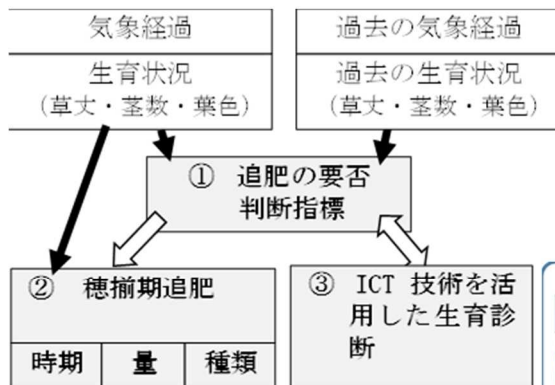 気象経過
生育状況
（草丈・茎数・葉色）
過去の気象経過
過去の生育状況
（草丈・茎数・葉色）
① 追肥の要否
判断指標
② 穂揃期追肥
時期 量 種類
③ ICT 技術を活
用した生育診
断